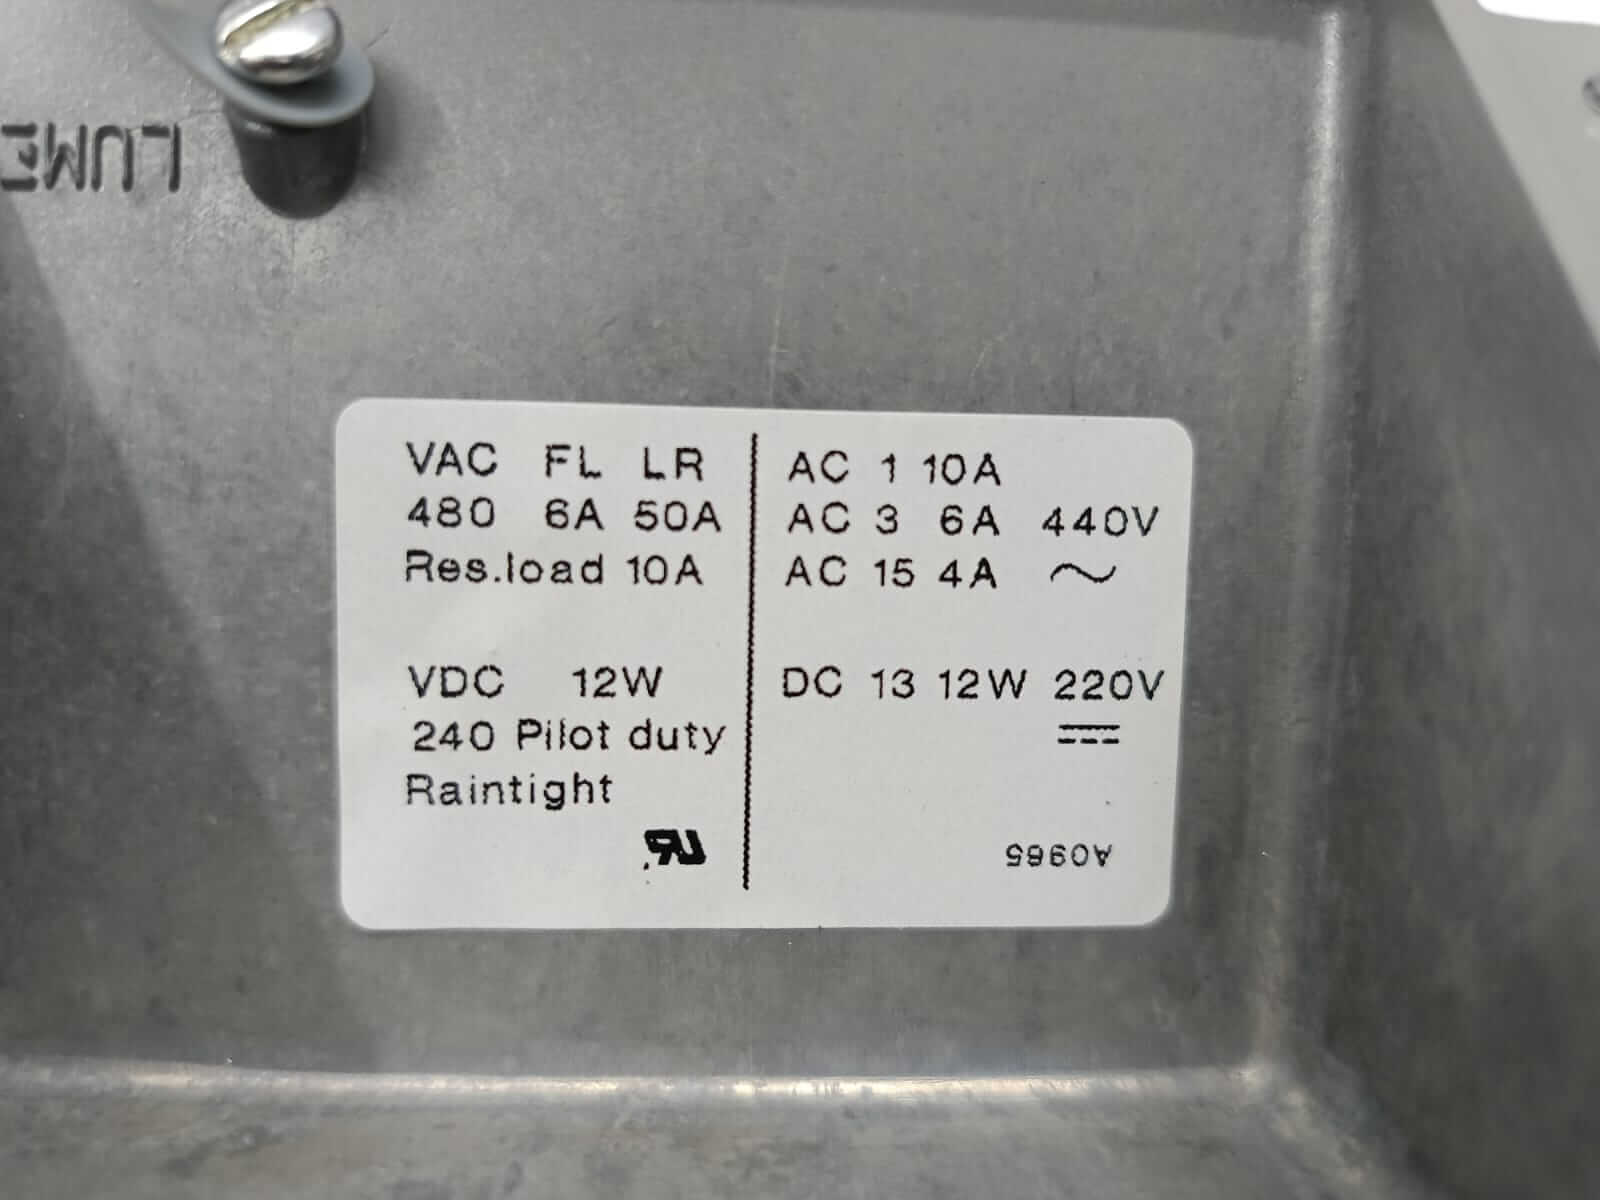 LUME
VAC FL LR
480 6A 50A
Res.load 10A
VDC 12W
240 Pilot duty
Raintight
AC 1 10A
AC 3 6A 440V
AC 15 4A ~
DC 13 12W 220V
A0965